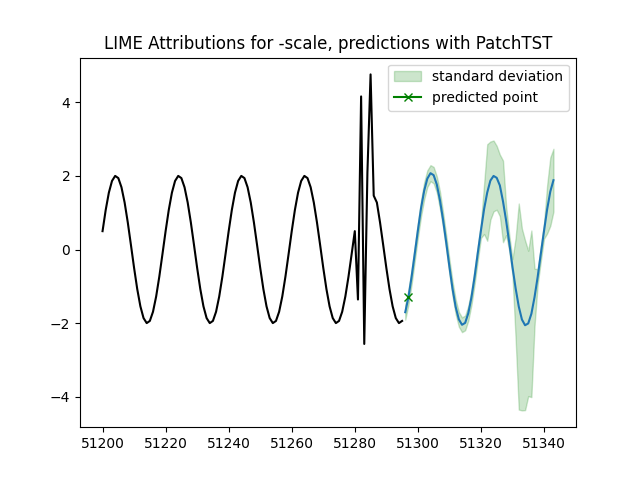 LIME Attributions for -scale, predictions with PatchTST
standard deviation
predicted point
4
2
0
−2
−4
51200 51220 51240 51260 51280 51300 51320 51340